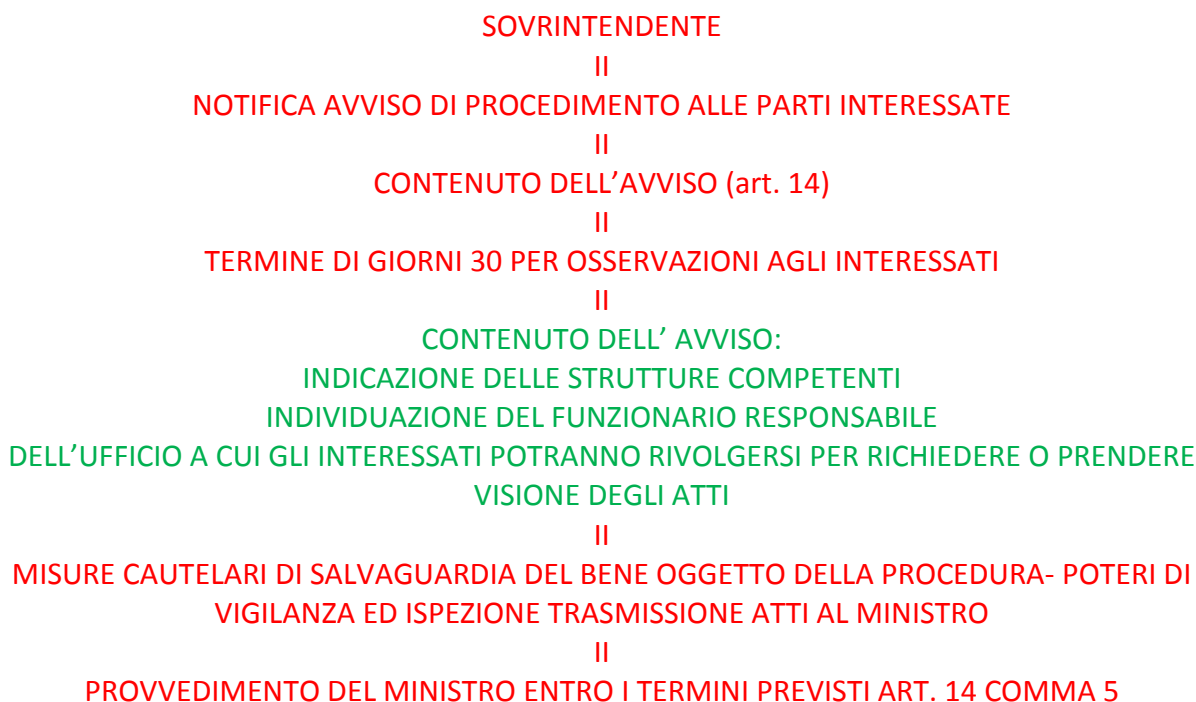 SOVRINTENDENTE
II
NOTIFICA AVVISO DI PROCEDIMENTO ALLE PARTI INTERESSATE
II
CONTENUTO DELL’AVVISO (art. 14)
II
TERMINE DI GIORNI 30 PER OSSERVAZIONI AGLI INTERESSATI
II
CONTENUTO DELL’ AVVISO:
INDICAZIONE DELLE STRUTTURE COMPETENTI
INDIVIDUAZIONE DEL FUNZIONARIO RESPONSABILE
DELL’UFFICIO A CUI GLI INTERESSATI POTRANNO RIVOLGERSI PER RICHIEDERE O PRENDERE
VISIONE DEGLI ATTI
II
MISURE CAUTELARI DI SALVAGUARDIA DEL BENE OGGETTO DELLA PROCEDURA- POTERI DI
VIGILANZA ED ISPEZIONE TRASMISSIONE ATTI AL MINISTRO
II
PROVVEDIMENTO DEL MINISTRO ENTRO I TERMINI PREVISTI ART. 14 COMMA 5